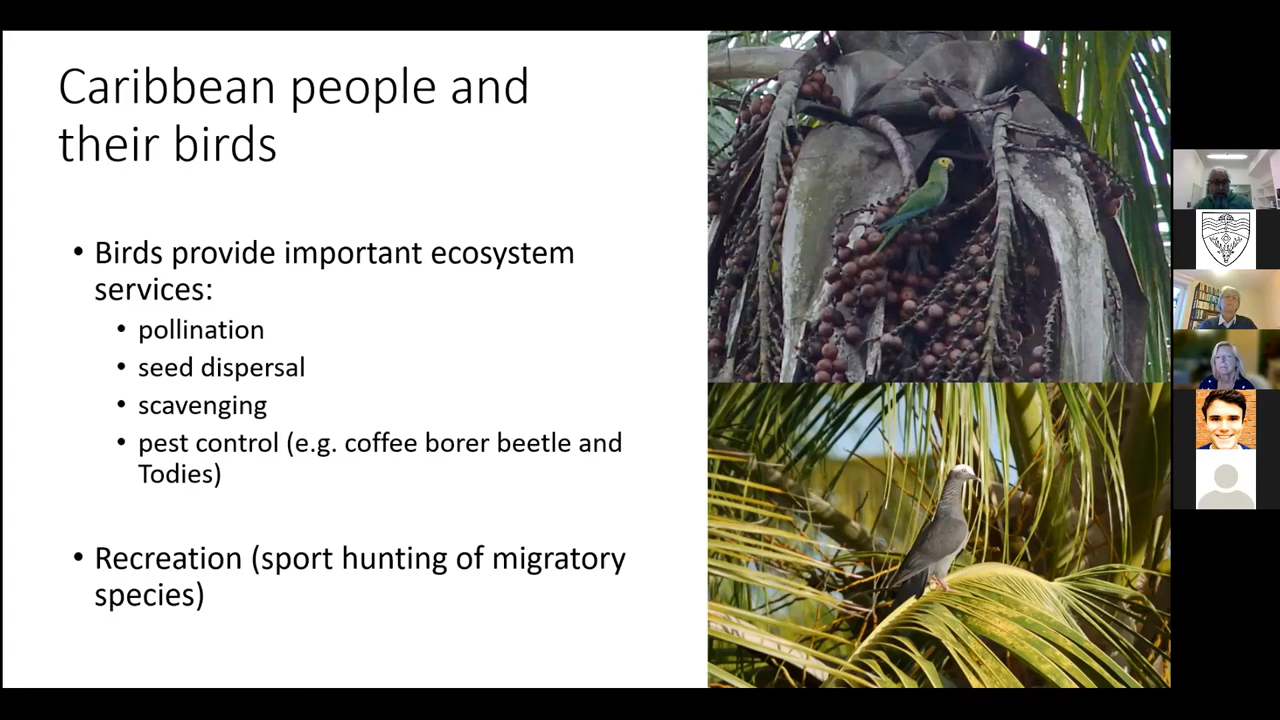 Caribbean people and
their birds
• Birds provide important ecosystem
services:
• pollination
• seed dispersal
• scavenging
• pest control (e.g. coffee borer beetle and
Todies)
• Recreation (sport hunting of migratory
species)